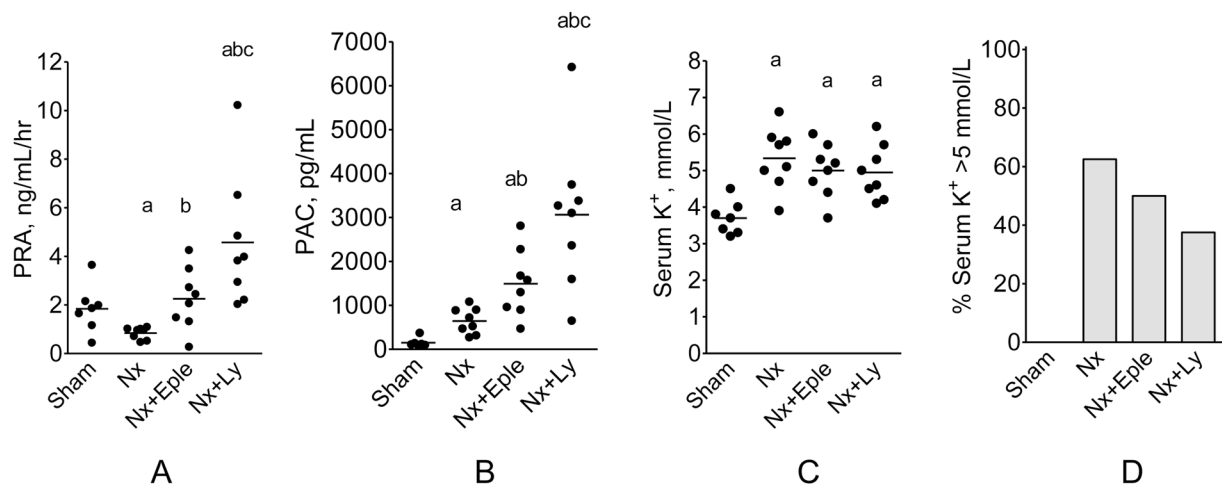 PRA, ng/mL/hr
12
10
8
6
4
2
0
a
b
abc
Sham
Nx
Nx+Eple
Nx+Ly
A
PAC, pg/mL
7000
6000
5000
4000
3000
2000
1000
0
a
ab
abc
Sham
Nx
Nx+Eple
Nx+Ly
B
Serum K⁺, mmol/L
8
7
6
5
4
3
2
1
0
a
a
a
Sham
Nx
Nx+Eple
Nx+Ly
C
% Serum K⁺ >5 mmol/L
100
80
60
40
20
0
Sham
Nx
Nx+Eple
Nx+Ly
D